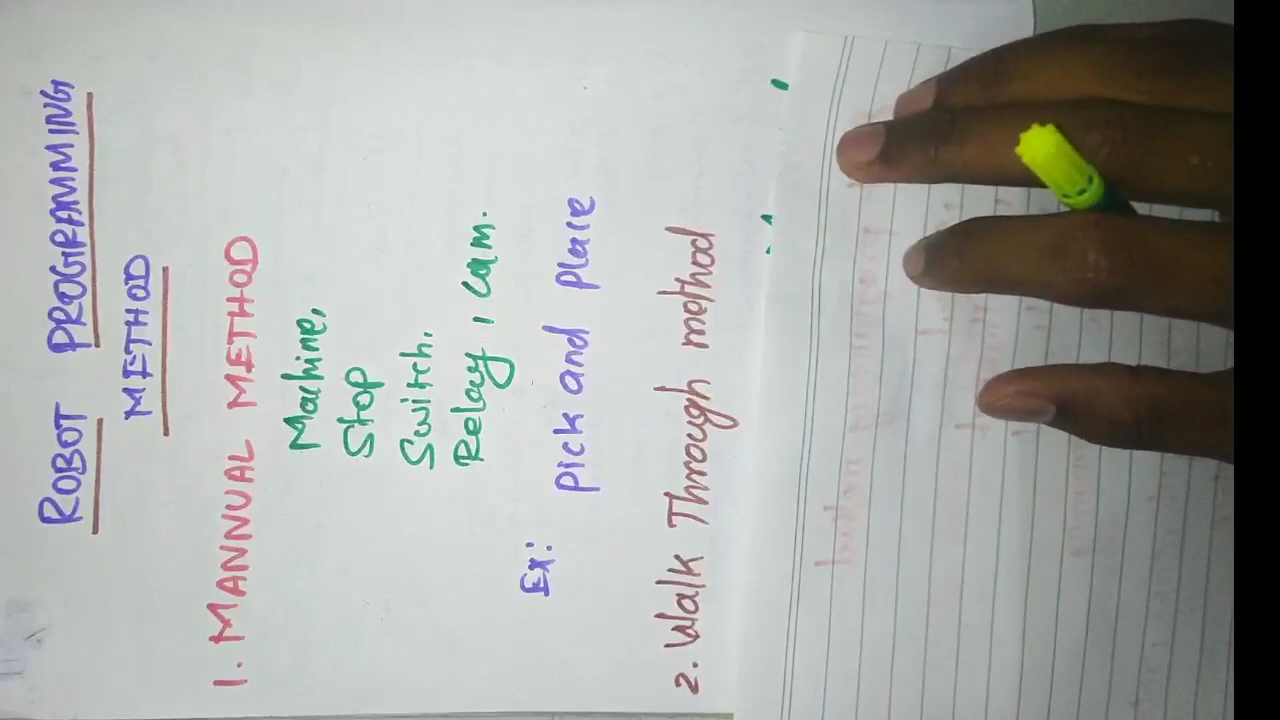 ROBOT PROGRAMMING
METHOD
1. MANNUAL METHOD
Machine,
Stop
Switch.
Relay, cam.
Ex:
Pick and Place
2. Walk Through method